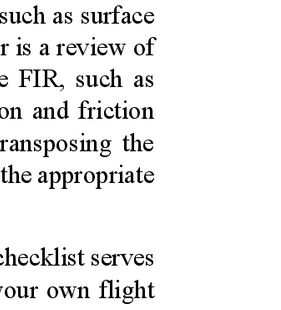 such as surface
r is a review of
e FIR, such as
on and friction
ransposing the
the appropriate
checklist serves
your own flight